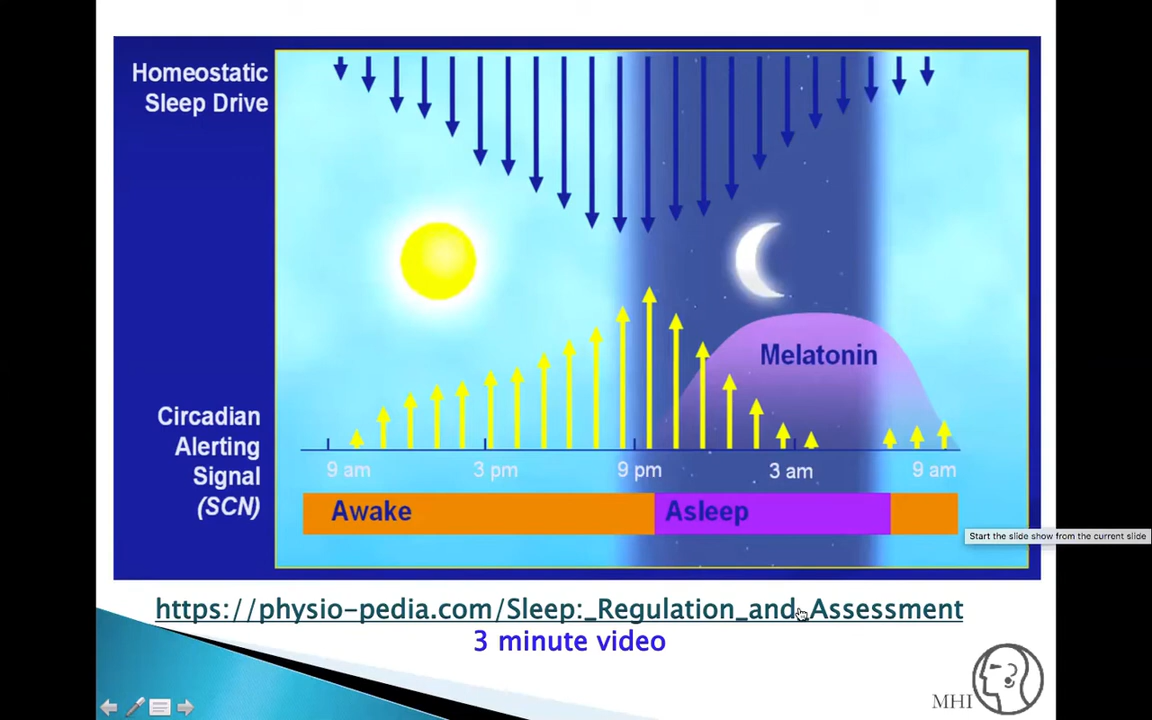 Homeostatic
Sleep Drive
Melatonin
Circadian
Alerting
Signal
(SCN)
9 am
3 pm
9 pm
3 am
9 am
Awake
Asleep
Start the slide show from the current slide
https://physio-pedia.com/Sleep:_Regulation_and_Assessment
3 minute video
MHI